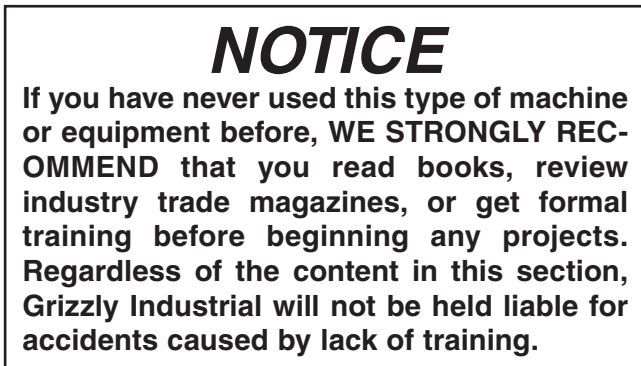 NOTICE
If you have never used this type of machine
or equipment before, WE STRONGLY REC-
OMMEND that you read books, review
industry trade magazines, or get formal
training before beginning any projects.
Regardless of the content in this section,
Grizzly Industrial will not be held liable for
accidents caused by lack of training.